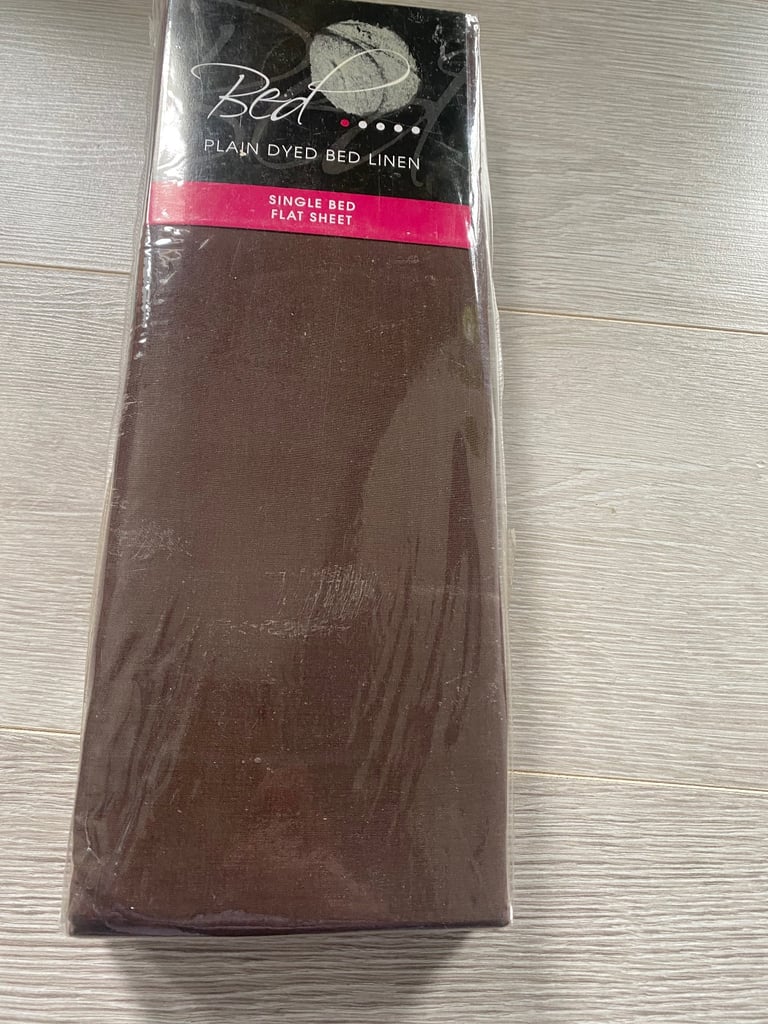 Bed
PLAIN DYED BED LINEN
SINGLE BED
FLAT SHEET